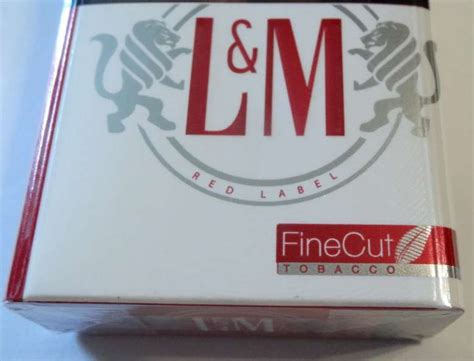 L&M
RED LABEL
FineCut
TOBACCO
L&M